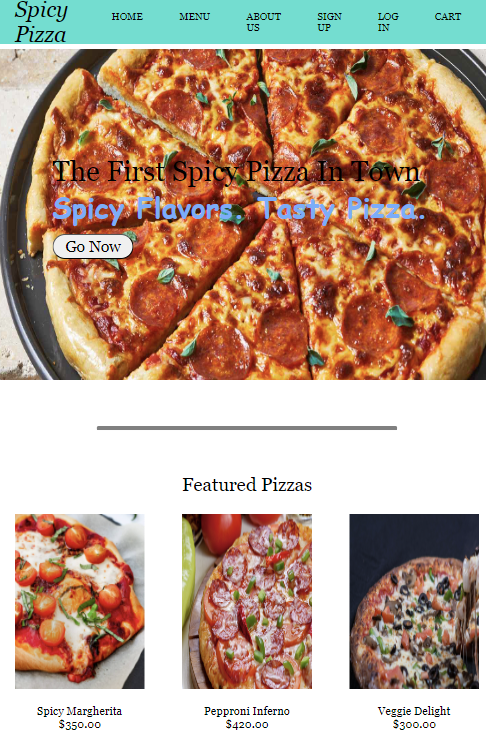 Spicy
Pizza
HOME
MENU
ABOUT
US
SIGN
UP
LOG
IN
CART
The First Spicy Pizza In Town
Spicy Flavors. Tasty Pizza.
Go Now
Featured Pizzas
Spicy Margherita
$350.00
Pepproni Inferno
$420.00
Veggie Delight
$300.00